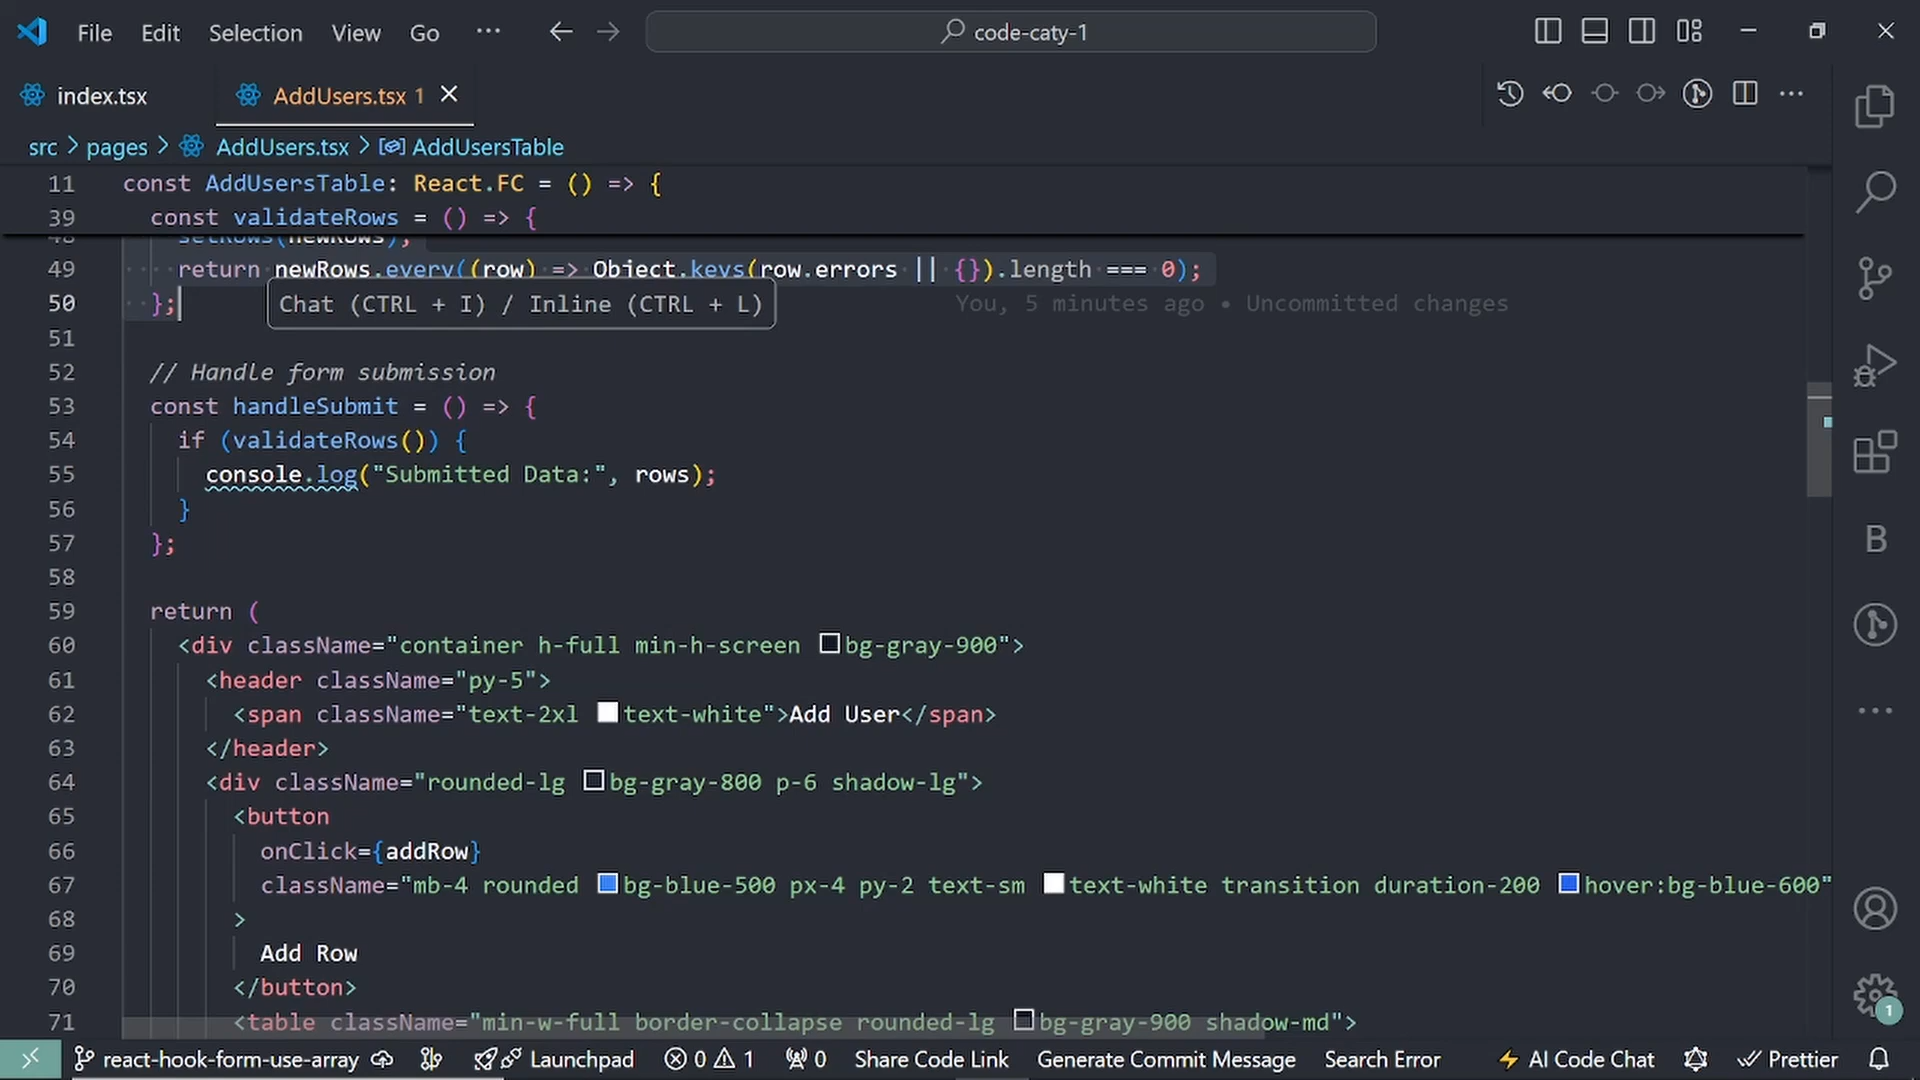 File Edit Selection View Go ··· code-caty-1
index.tsx AddUsers.tsx 1
src > pages > AddUsers.tsx > AddUsersTable
11 const AddUsersTable: React.FC = () => {
39 const validateRows = () => {
48 setRows(newRows);
49 return newRows.every((row) => Object.keys(row.errors || {}).length === 0);
50 };
Chat (CTRL + I) / Inline (CTRL + L)
You, 5 minutes ago • Uncommitted changes
51
52 // Handle form submission
53 const handleSubmit = () => {
54 if (validateRows()) {
55 console.log("Submitted Data:", rows);
56 }
57 };
58
59 return (
60 <div className="container h-full min-h-screen bg-gray-900">
61 <header className="py-5">
62 <span className="text-2xl text-white">Add User</span>
63 </header>
64 <div className="rounded-lg bg-gray-800 p-6 shadow-lg">
65 <button
66 onClick={addRow}
67 className="mb-4 rounded bg-blue-500 px-4 py-2 text-sm text-white transition duration-200 hover:bg-blue-600"
68 >
69 Add Row
70 </button>
71 <table className="min-w-full border-collapse rounded-lg bg-gray-900 shadow-md">
B
1
react-hook-form-use-array Launchpad 0 1 0 Share Code Link Generate Commit Message Search Error AI Code Chat Prettier